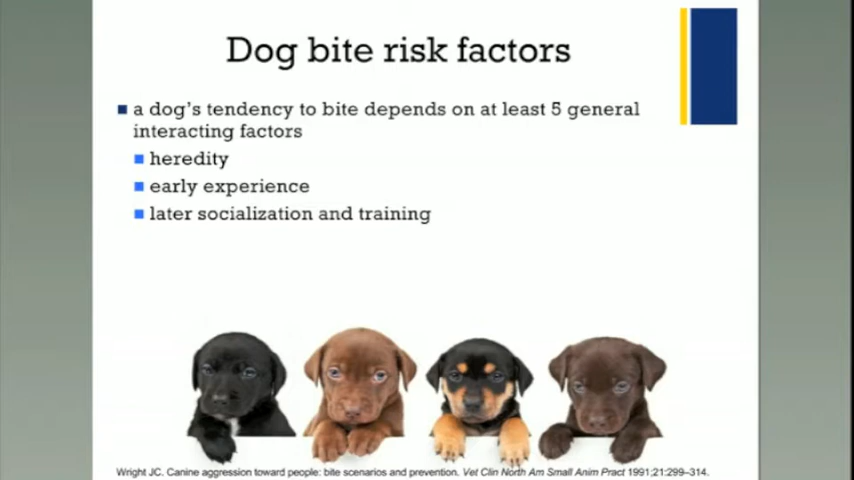 Dog bite risk factors
a dog's tendency to bite depends on at least 5 general
interacting factors
heredity
early experience
later socialization and training
Wright JC. Canine aggression toward people: bite scenarios and prevention. Vet Clin North Am Small Anim Pract 1991;21:299–314.